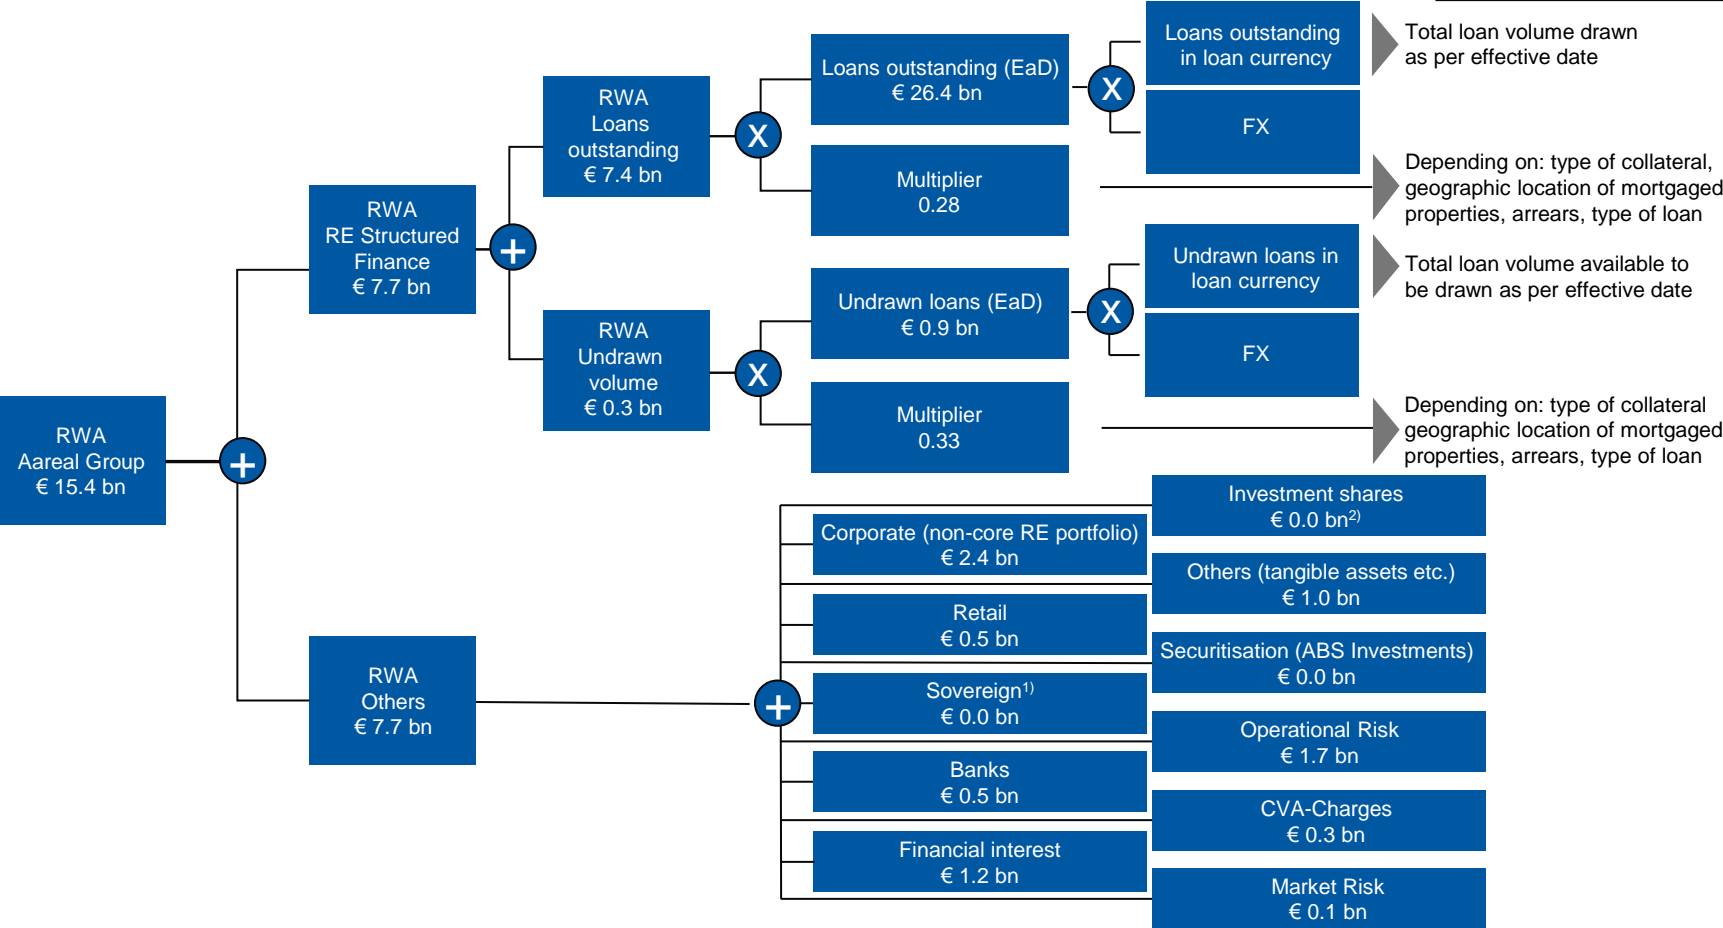 RWA
Aareal Group
€ 15.4 bn
+
RWA
RE Structured
Finance
€ 7.7 bn
+
RWA
Loans
outstanding
€ 7.4 bn
X
Loans outstanding (EaD)
€ 26.4 bn
X
Loans outstanding
in loan currency
Total loan volume drawn
as per effective date
FX
Multiplier
0.28
Depending on: type of collateral,
geographic location of mortgaged
properties, arrears, type of loan
RWA
Undrawn
volume
€ 0.3 bn
X
Undrawn loans (EaD)
€ 0.9 bn
X
Undrawn loans in
loan currency
Total loan volume available to
be drawn as per effective date
FX
Multiplier
0.33
Depending on: type of collateral
geographic location of mortgaged
properties, arrears, type of loan
RWA
Others
€ 7.7 bn
+
Investment shares
€ 0.0 bn2)
Corporate (non-core RE portfolio)
€ 2.4 bn
Others (tangible assets etc.)
€ 1.0 bn
Retail
€ 0.5 bn
Securitisation (ABS Investments)
€ 0.0 bn
Sovereign1)
€ 0.0 bn
Operational Risk
€ 1.7 bn
Banks
€ 0.5 bn
CVA-Charges
€ 0.3 bn
Financial interest
€ 1.2 bn
Market Risk
€ 0.1 bn